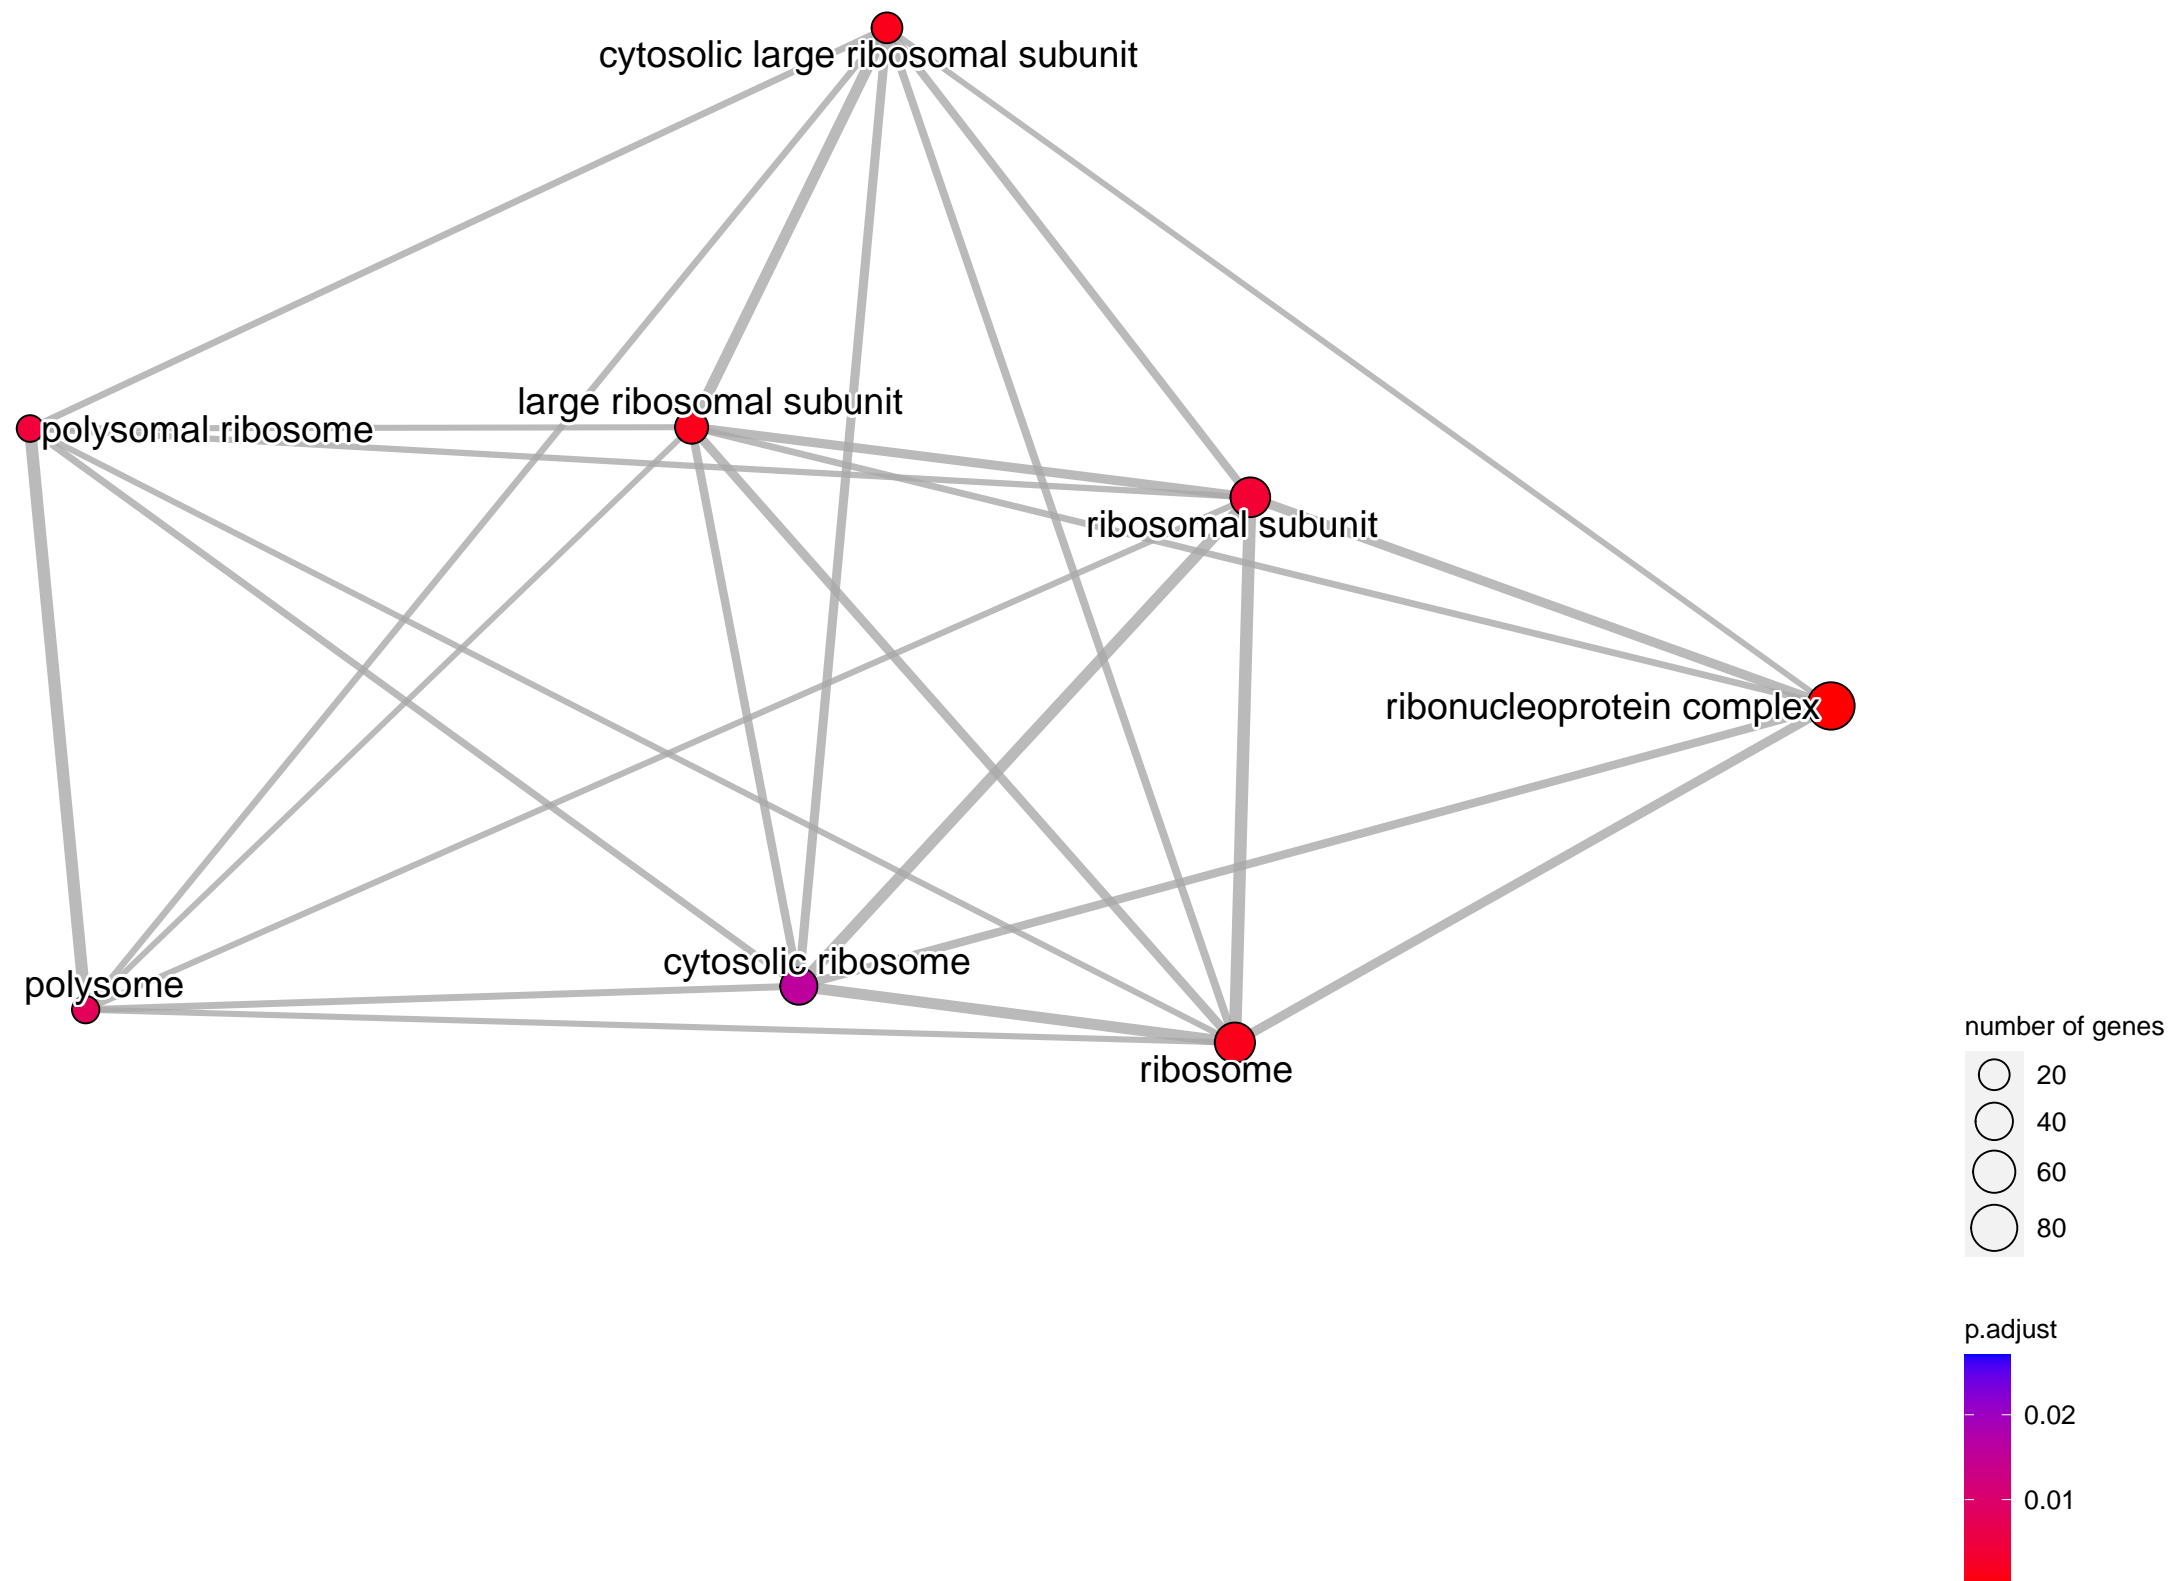 cytosolic large ribosomal subunit
large ribosomal subunit
polysomal ribosome
ribosomal subunit
ribonucleoprotein complex
cytosolic ribosome
polysome
ribosome
number of genes
20
40
60
80
p.adjust
0.02
0.01